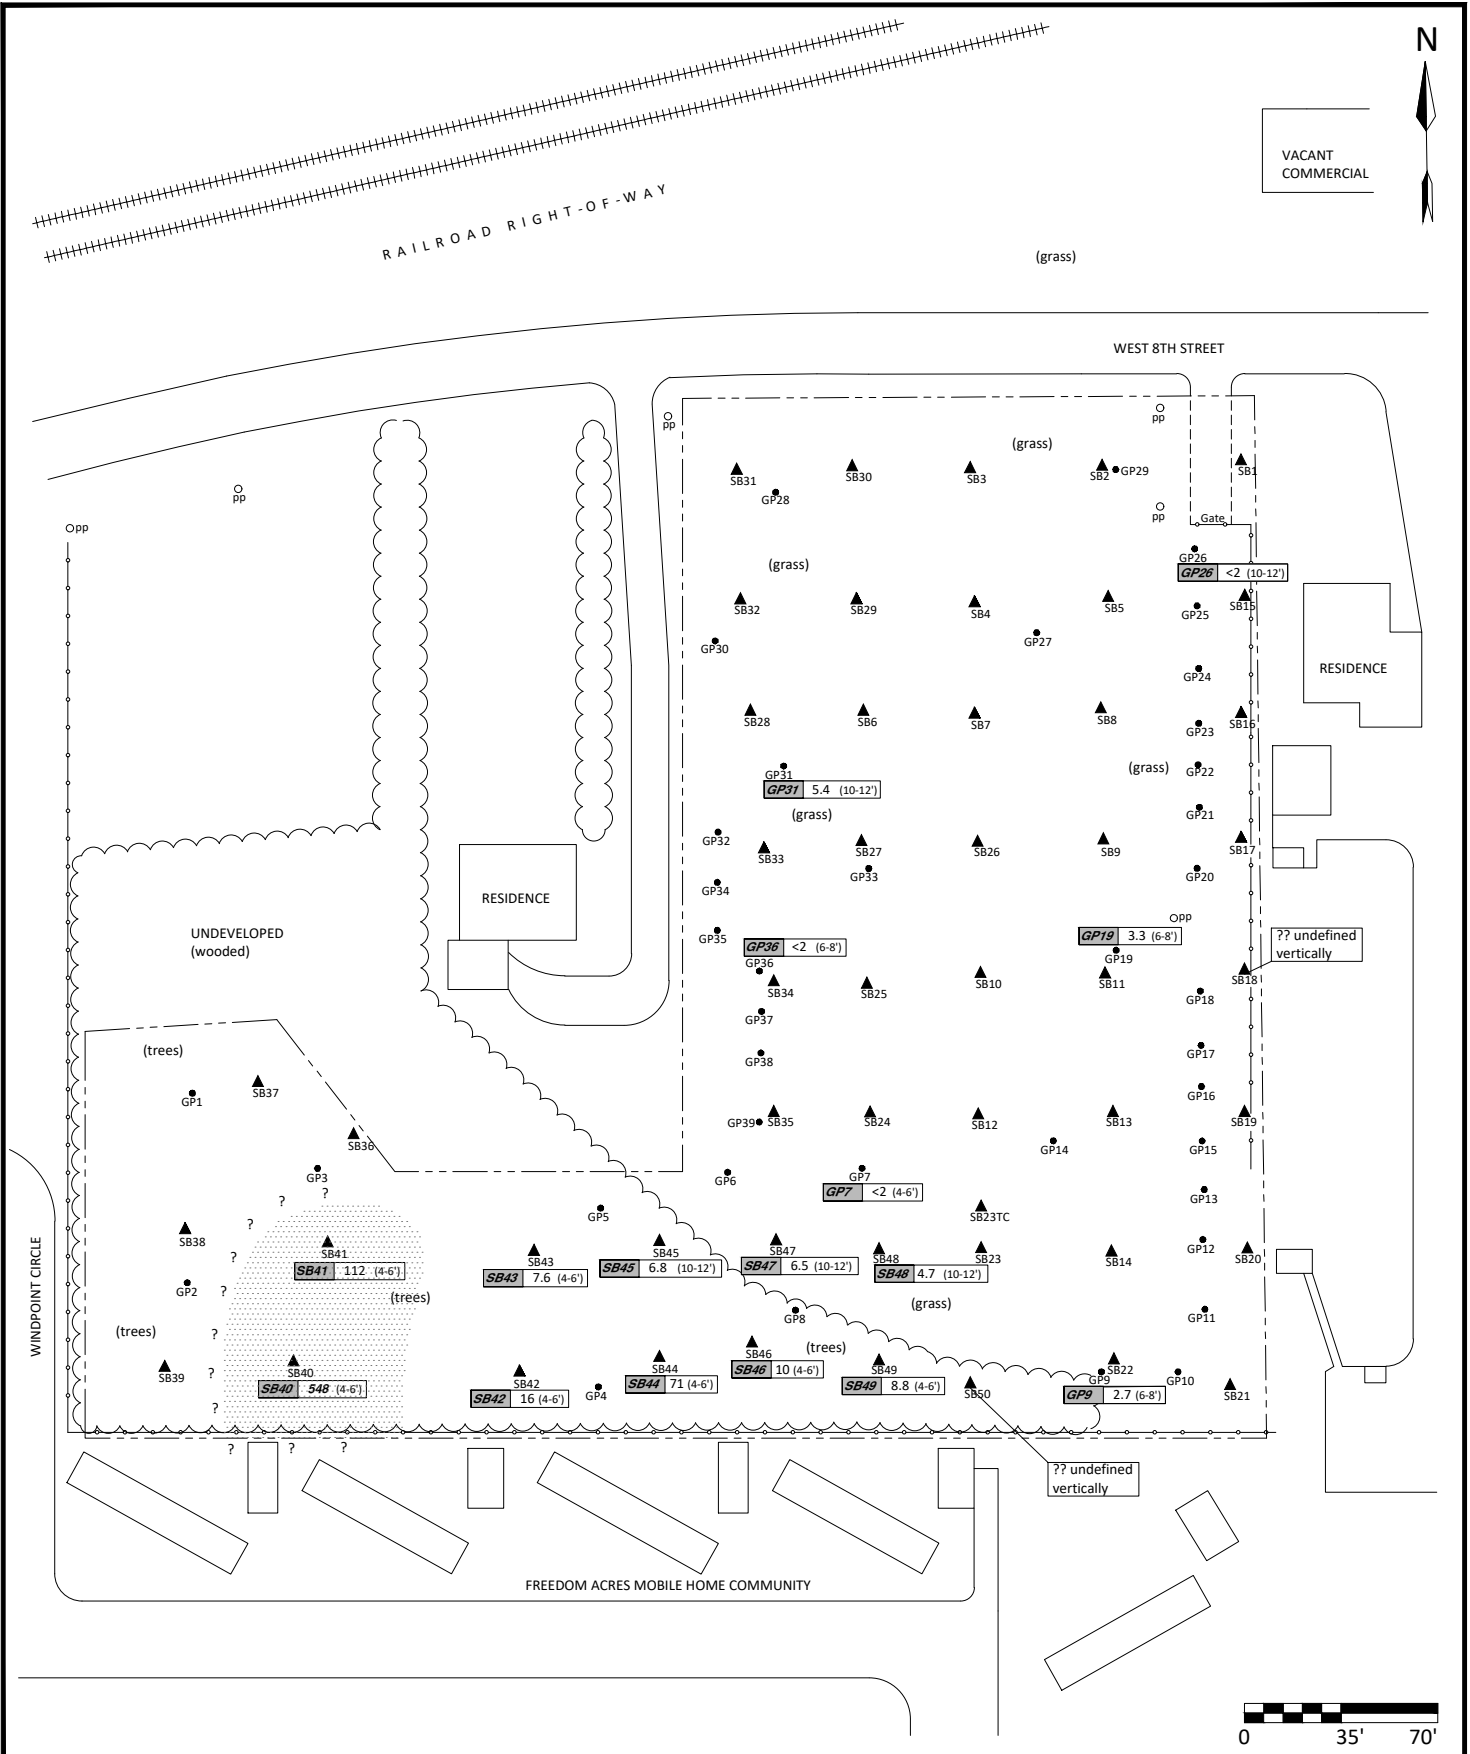 N
VACANT
COMMERCIAL
RAILROAD RIGHT-OF-WAY
(grass)
WEST 8TH STREET
pp
pp
(grass)
SB31
SB30
SB3
SB2
GP29
SB1
GP28
pp
pp
pp
Gate
GP26
GP26 <2 (10-12')
(grass)
SB32
SB29
SB4
SB5
GP25
SB15
GP30
GP27
GP24
RESIDENCE
SB28
SB6
SB7
SB8
GP23
SB16
GP31
GP31 5.4 (10-12')
(grass)
GP22
(grass)
GP21
GP32
SB33
SB27
SB26
SB9
SB17
GP33
GP20
GP34
RESIDENCE
pp
UNDEVELOPED
(wooded)
GP35
GP36 <2 (6-8')
GP36
GP19 3.3 (6-8')
GP19
?? undefined
vertically
SB34
SB25
SB10
SB11
SB18
GP18
GP37
GP38
GP17
(trees)
GP1
SB37
GP16
GP39
SB35
SB24
SB12
SB13
SB19
SB36
GP14
GP15
GP3
GP6
GP7
GP7 <2 (4-6')
GP13
?
?
?
GP5
SB23TC
SB38
?
SB41
SB41 112 (4-6')
SB43
SB43 7.6 (4-6')
SB45
SB45 6.8 (10-12')
SB47
SB47 6.5 (10-12')
SB48
SB48 4.7 (10-12')
SB23
SB14
GP12
SB20
GP2
?
(trees)
(grass)
WINDPOINT CIRCLE
(trees)
?
GP8
GP11
(trees)
SB39
?
SB40
SB40 548 (4-6')
SB42
SB42 16 (4-6')
GP4
SB44
SB44 71 (4-6')
SB46
SB46 10 (4-6')
SB49
SB49 8.8 (4-6')
SB50
SB22
GP9
GP9 2.7 (6-8')
GP10
SB21
?
?
?
?
?? undefined
vertically
FREEDOM ACRES MOBILE HOME COMMUNITY
0 35' 70'